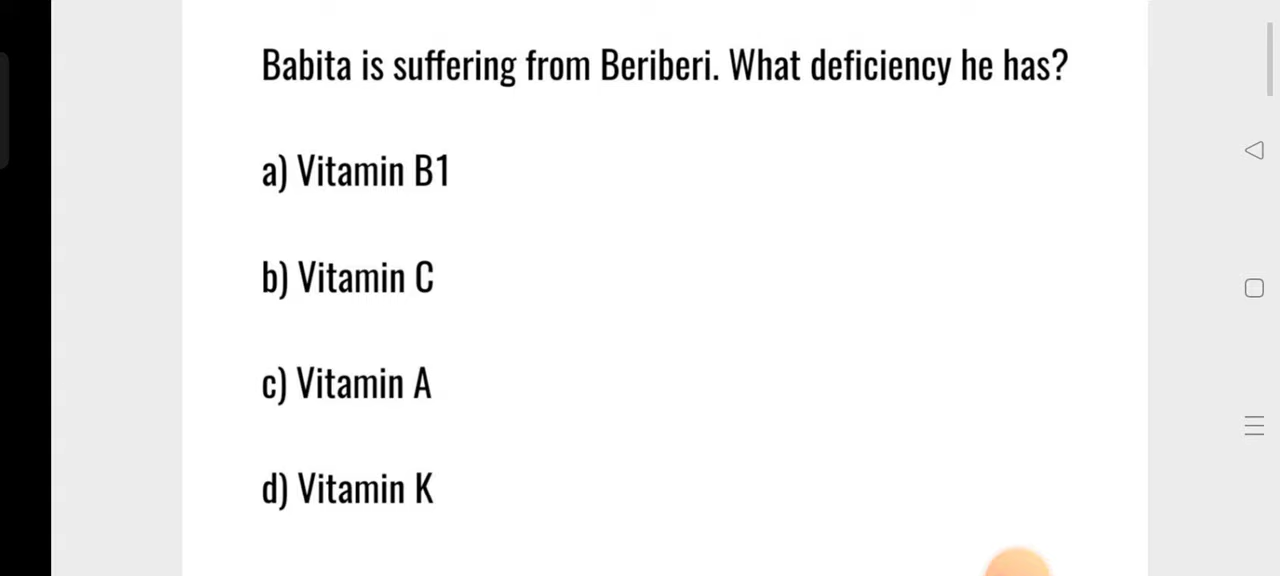 Babita is suffering from Beriberi. What deficiency he has?
a) Vitamin B1
b) Vitamin C
c) Vitamin A
d) Vitamin K